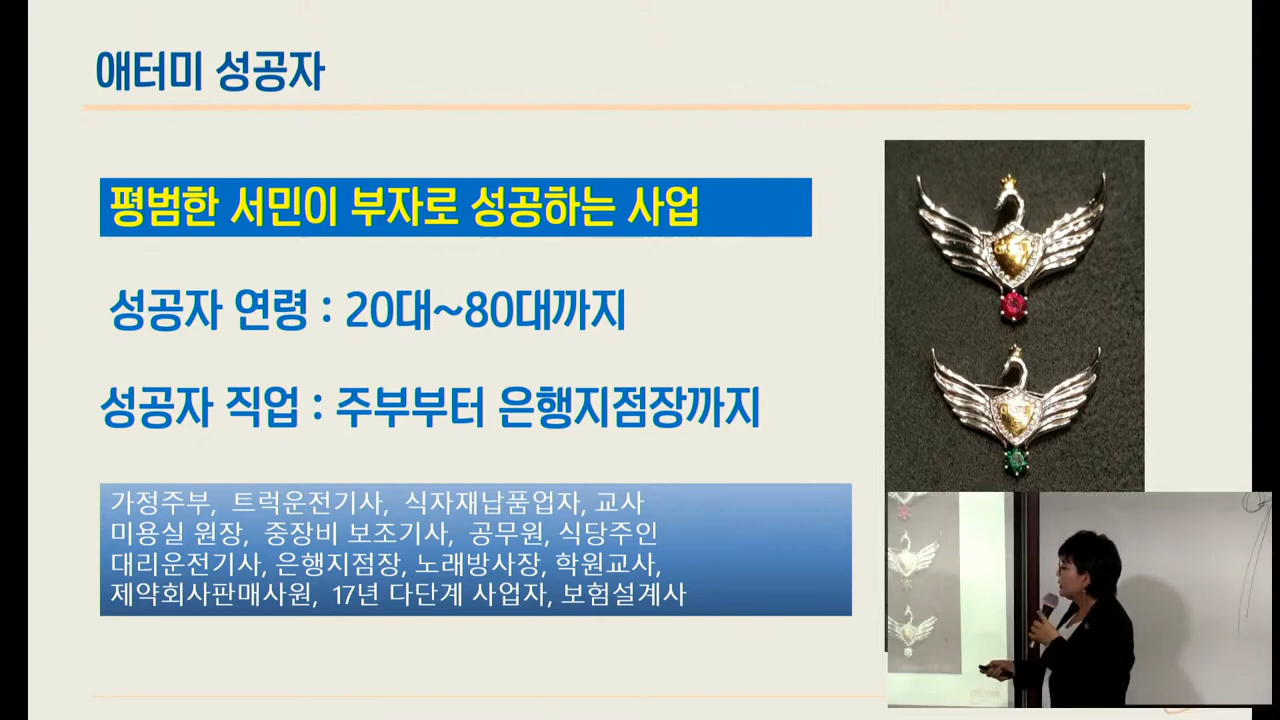 애터미 성공자
평범한 서민이 부자로 성공하는 사업
성공자 연령 : 20대~80대까지
성공자 직업 : 주부부터 은행지점장까지
가정주부, 트럭운전기사, 식자재납품업자, 교사
미용실 원장, 중장비 보조기사, 공무원, 식당주인
대리운전기사, 은행지점장, 노래방사장, 학원교사,
제약회사판매사원, 17년 다단계 사업자, 보험설계사